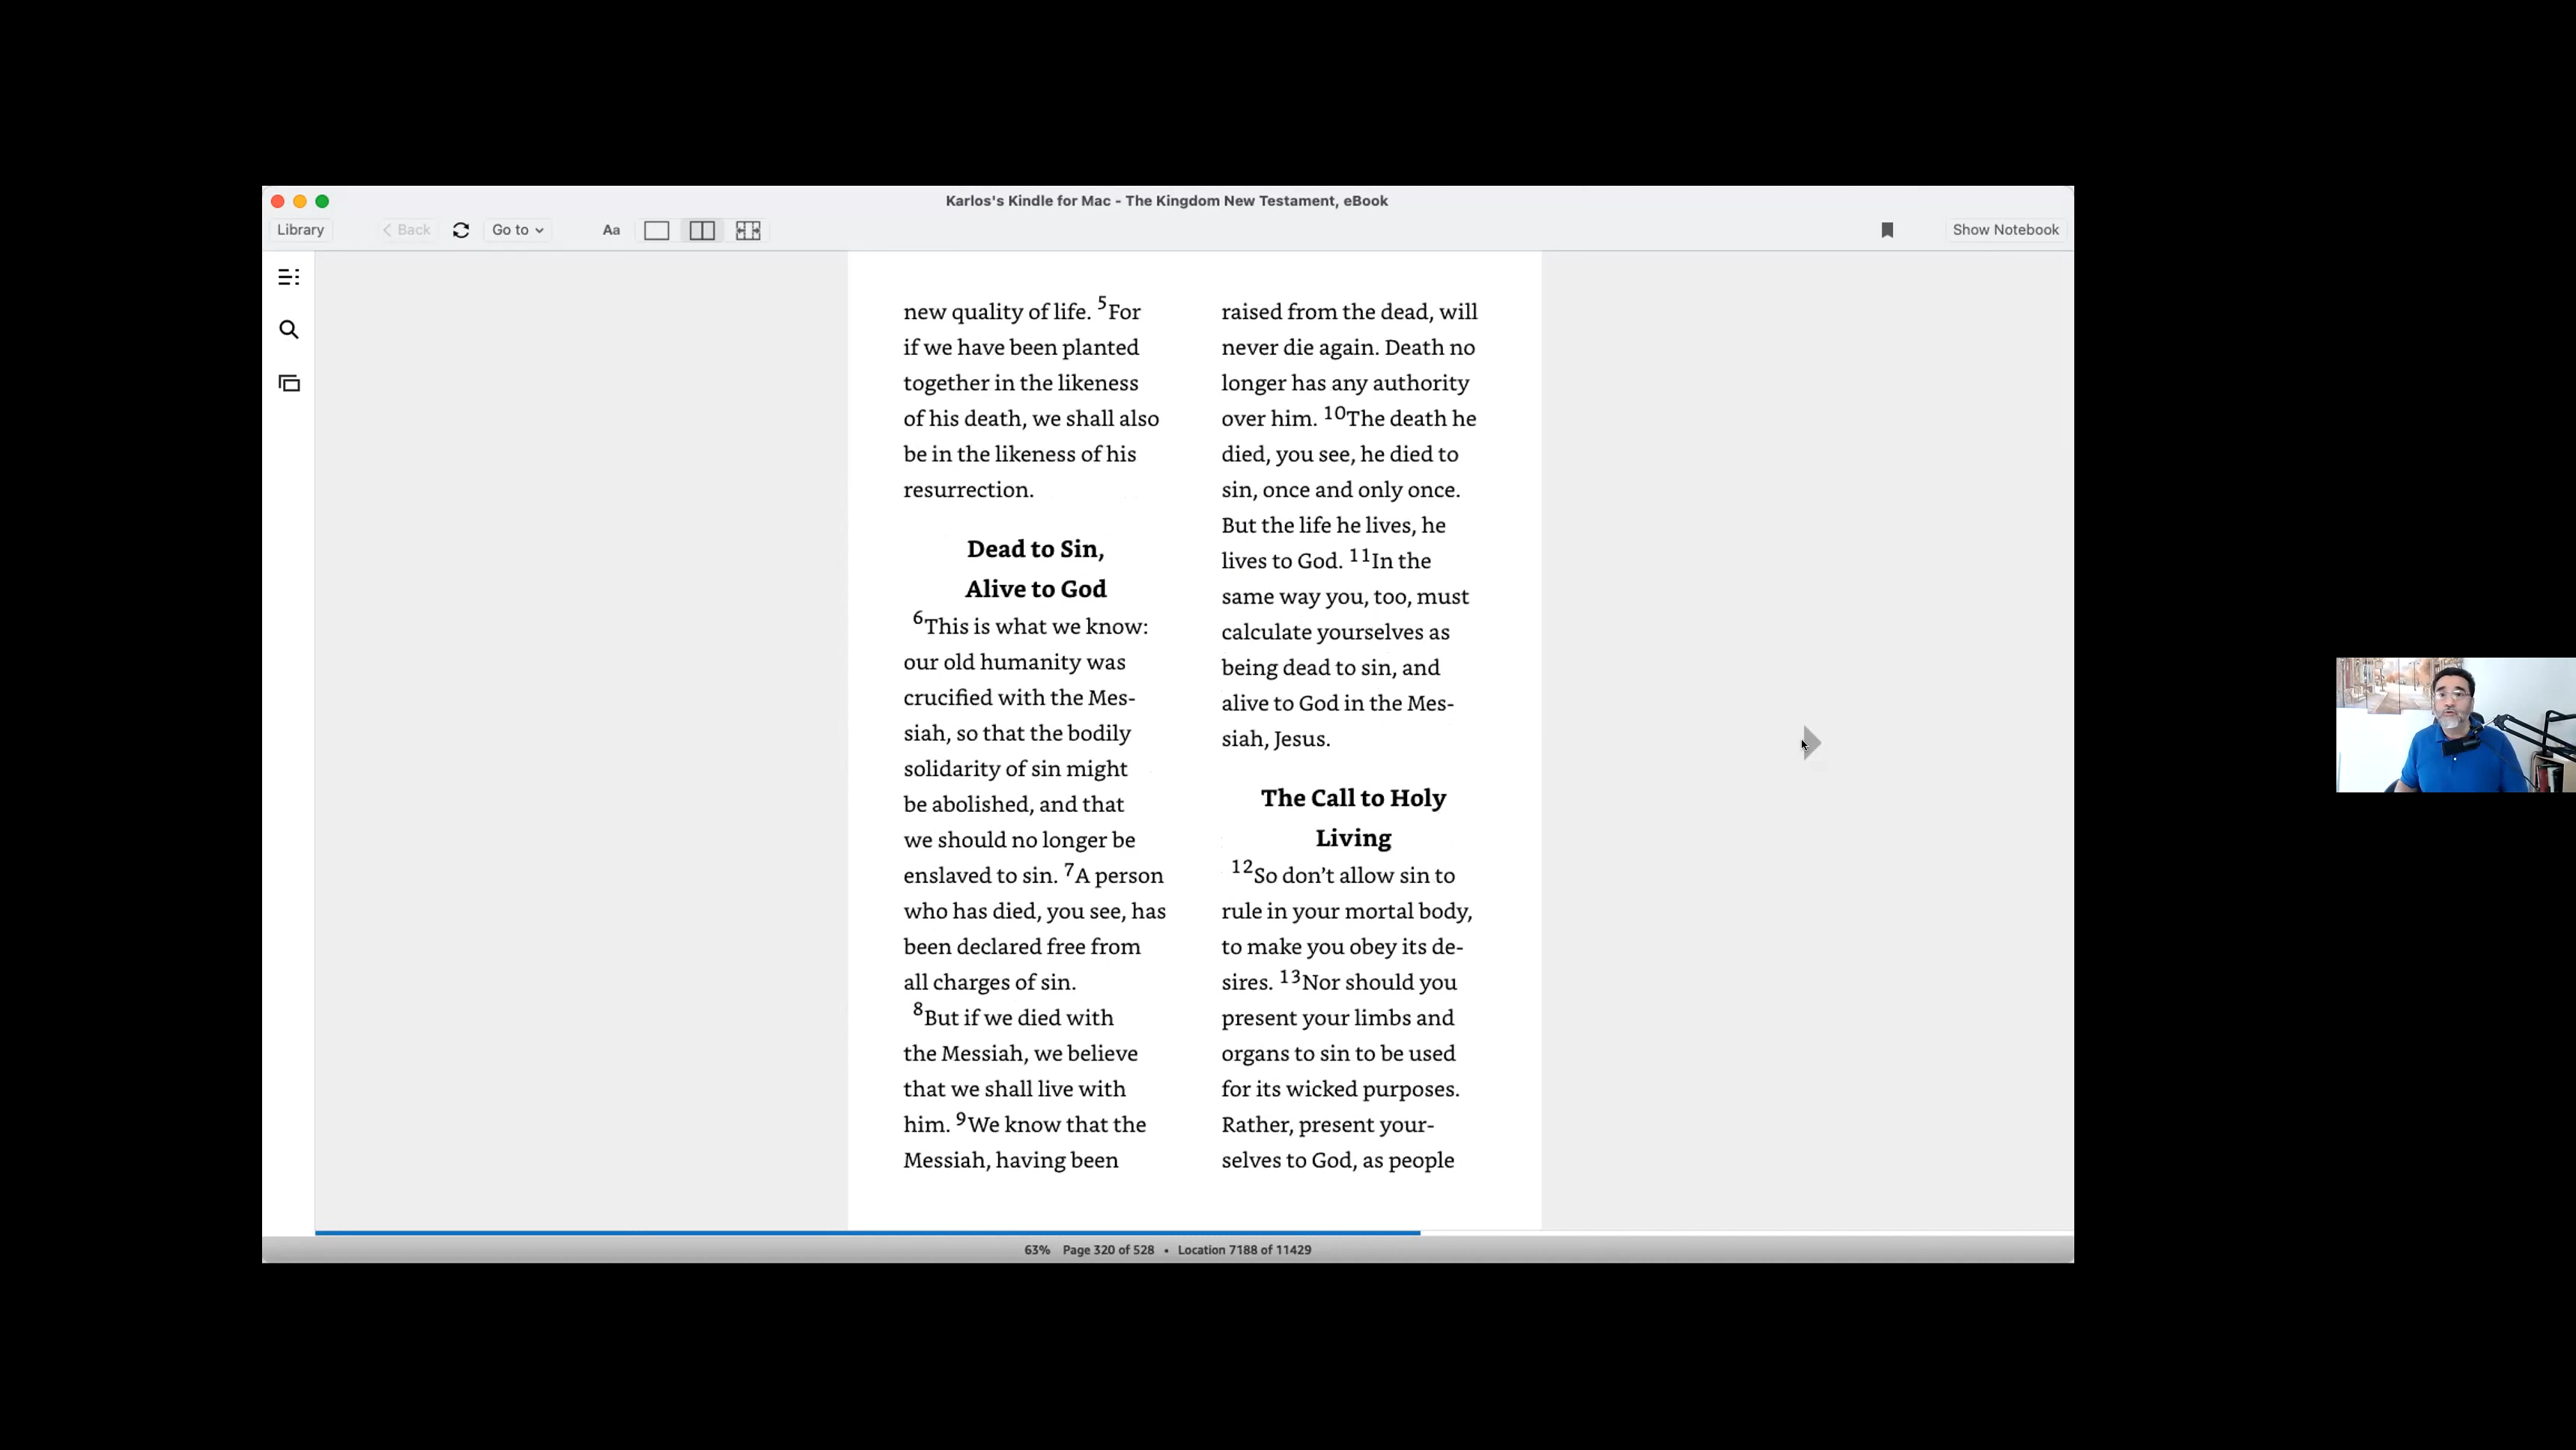 Karlos's Kindle for Mac - The Kingdom New Testament, eBook
Library
Back
Go to
Aa
Show Notebook
new quality of life. 5For
if we have been planted
together in the likeness
of his death, we shall also
be in the likeness of his
resurrection.
Dead to Sin,
Alive to God
6This is what we know:
our old humanity was
crucified with the Mes-
siah, so that the bodily
solidarity of sin might
be abolished, and that
we should no longer be
enslaved to sin. 7A person
who has died, you see, has
been declared free from
all charges of sin.
8But if we died with
the Messiah, we believe
that we shall live with
him. 9We know that the
Messiah, having been
raised from the dead, will
never die again. Death no
longer has any authority
over him. 10The death he
died, you see, he died to
sin, once and only once.
But the life he lives, he
lives to God. 11In the
same way you, too, must
calculate yourselves as
being dead to sin, and
alive to God in the Mes-
siah, Jesus.
The Call to Holy
Living
12So don't allow sin to
rule in your mortal body,
to make you obey its de-
sires. 13Nor should you
present your limbs and
organs to sin to be used
for its wicked purposes.
Rather, present your-
selves to God, as people
63% Page 320 of 528 • Location 7188 of 11429